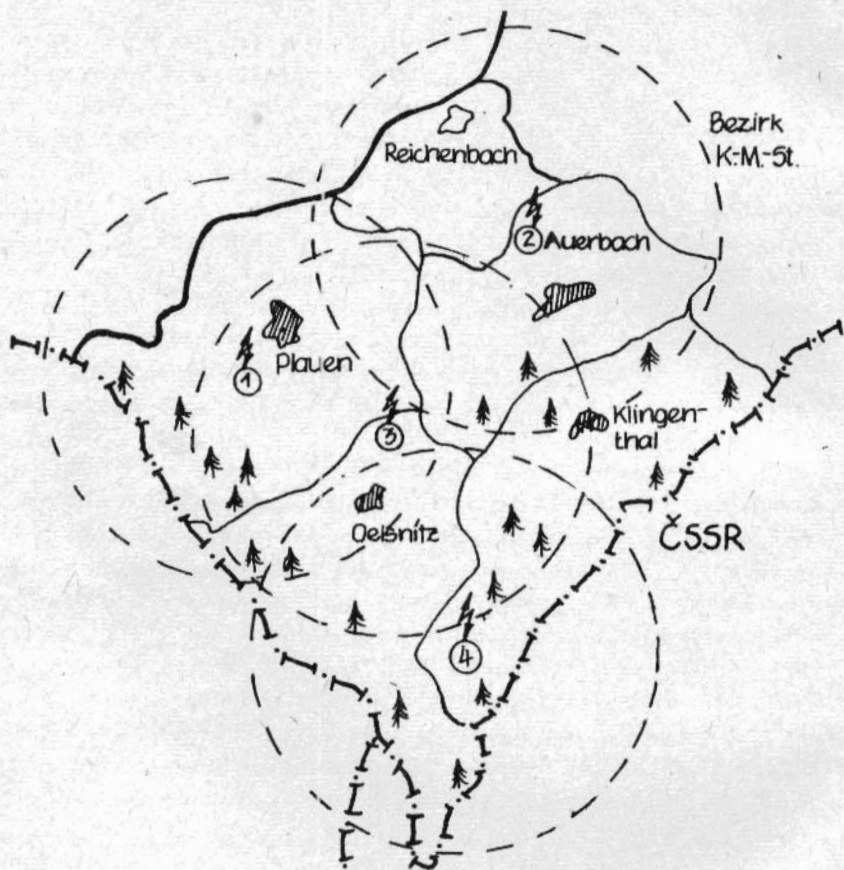 Bezirk
K.-M.-St.
Reichenbach
② Auerbach
Plauen
①
③
Klingen-
thal
Oelsnitz
ČSSR
④